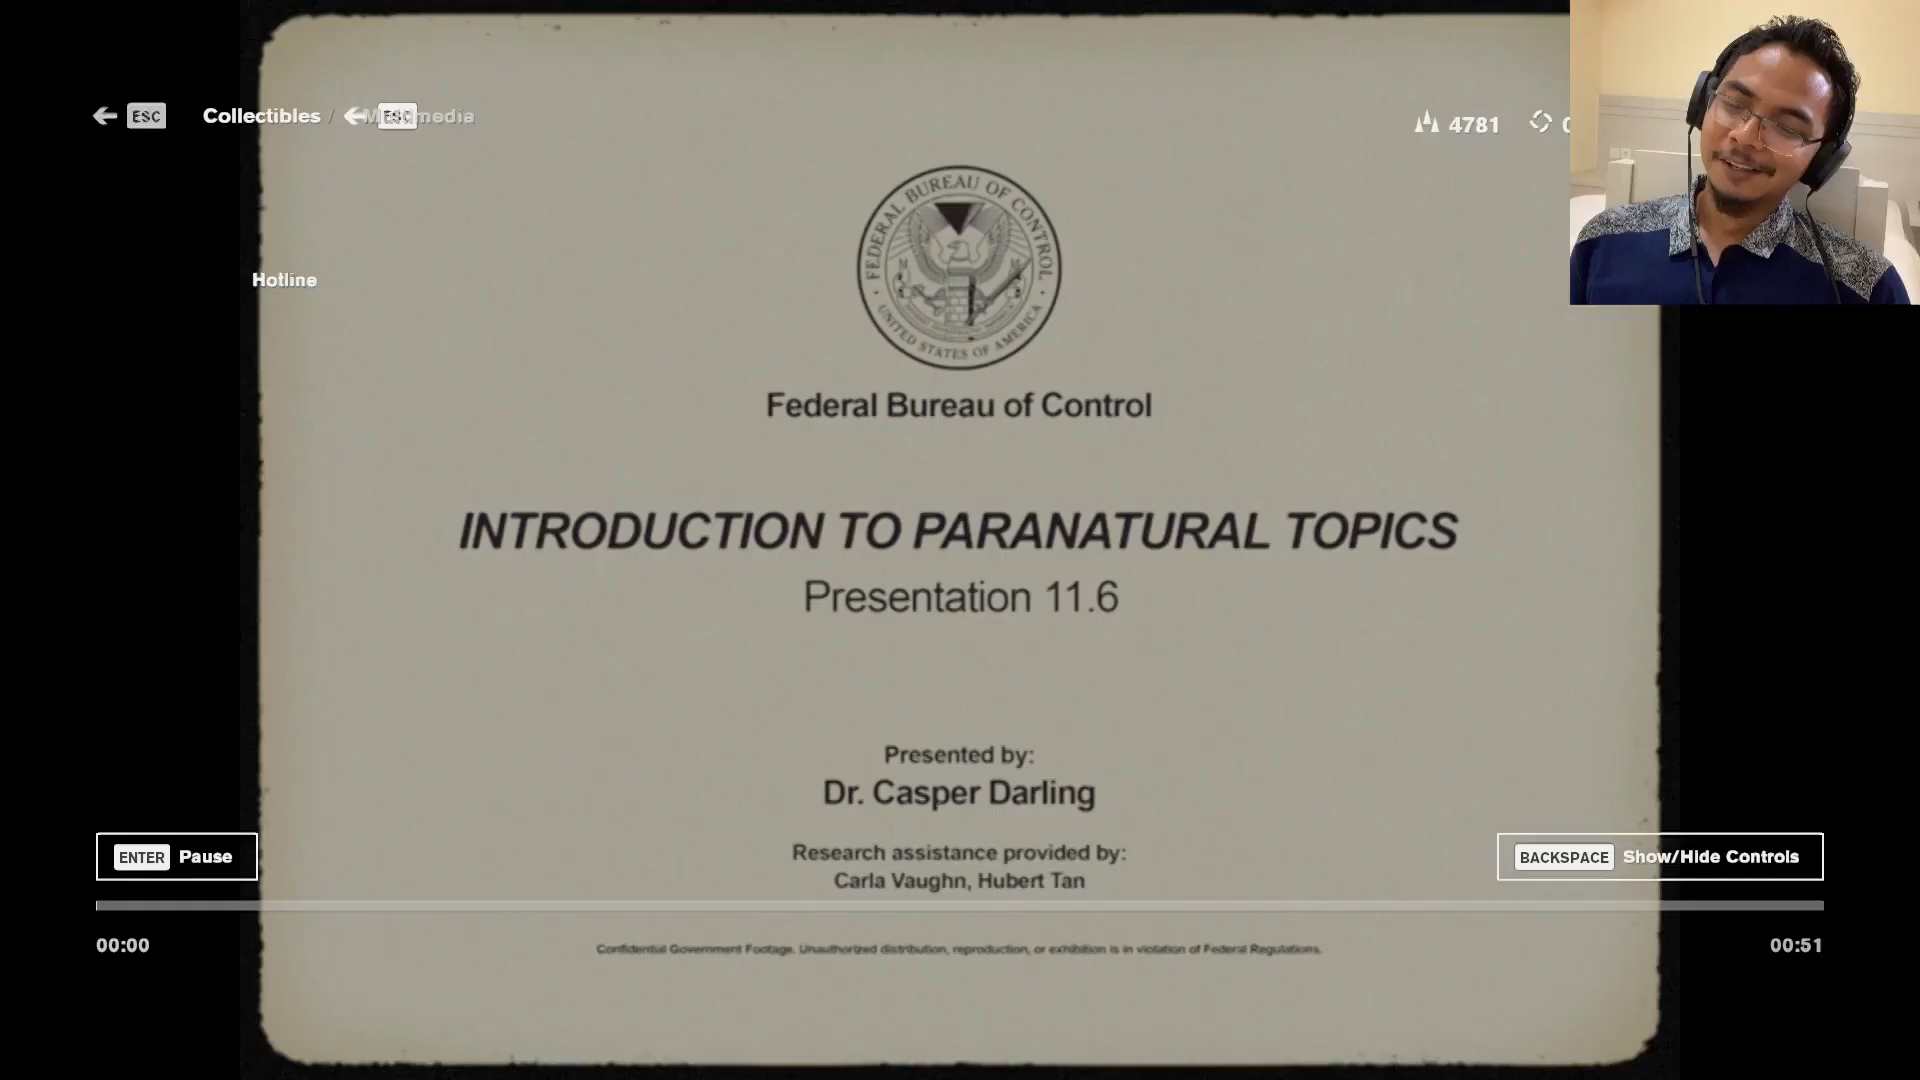 ESC Collectibles / ESC
4781
FEDERAL BUREAU OF CONTROL
UNITED STATES OF AMERICA
Hotline
Federal Bureau of Control
INTRODUCTION TO PARANATURAL TOPICS
Presentation 11.6
Presented by:
Dr. Casper Darling
ENTER Pause
BACKSPACE Show/Hide Controls
Research assistance provided by:
Carla Vaughn, Hubert Tan
00:00
00:51
Confidential Government Footage. Unauthorized distribution, reproduction, or exhibition is in violation of Federal Regulations.